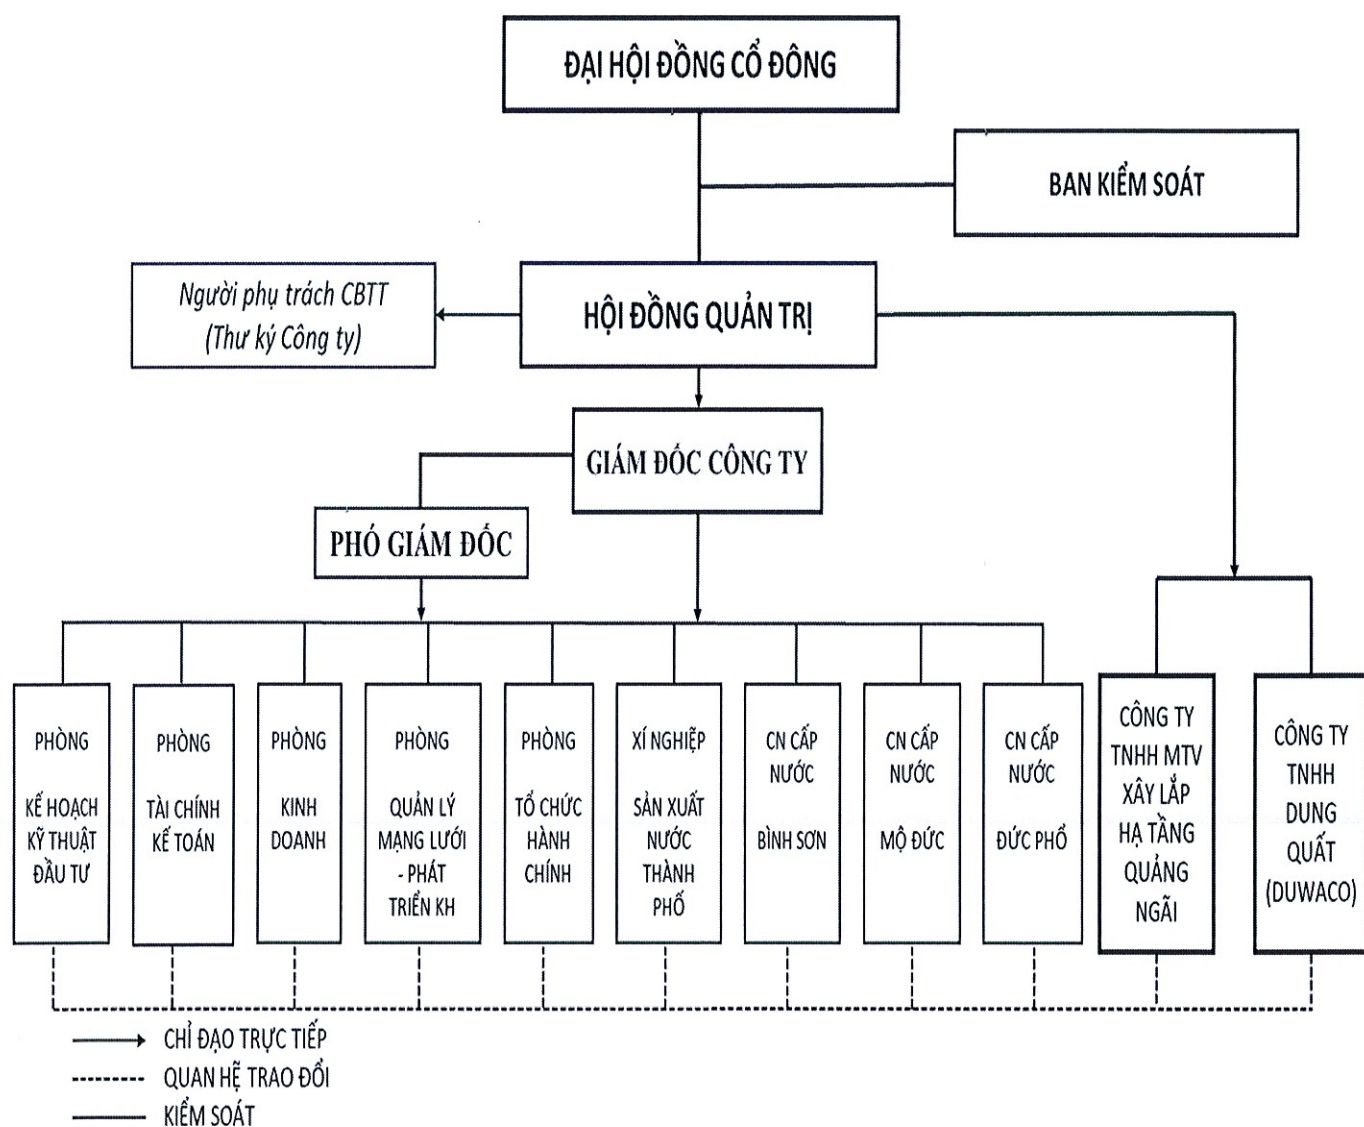 ĐẠI HỘI ĐỒNG CỔ ĐÔNG
BAN KIỂM SOÁT
Người phụ trách CBTT
(Thư ký Công ty)
HỘI ĐỒNG QUẢN TRỊ
GIÁM ĐỐC CÔNG TY
PHÓ GIÁM ĐỐC
PHÒNG
KẾ HOẠCH
KỸ THUẬT
ĐẦU TƯ
PHÒNG
TÀI CHÍNH
KẾ TOÁN
PHÒNG
KINH
DOANH
PHÒNG
QUẢN LÝ
MẠNG LƯỚI
- PHÁT
TRIỂN KH
PHÒNG
TỔ CHỨC
HÀNH
CHÍNH
XÍ NGHIỆP
SẢN XUẤT
NƯỚC
THÀNH
PHỐ
CN CẤP
NƯỚC
BÌNH SƠN
CN CẤP
NƯỚC
MỘ ĐỨC
CN CẤP
NƯỚC
ĐỨC PHỔ
CÔNG TY
TNHH MTV
XÂY LẮP
HẠ TẦNG
QUẢNG
NGÃI
CÔNG TY
TNHH
DUNG
QUẤT
(DUWACO)
CHỈ ĐẠO TRỰC TIẾP
QUAN HỆ TRAO ĐỔI
KIỂM SOÁT